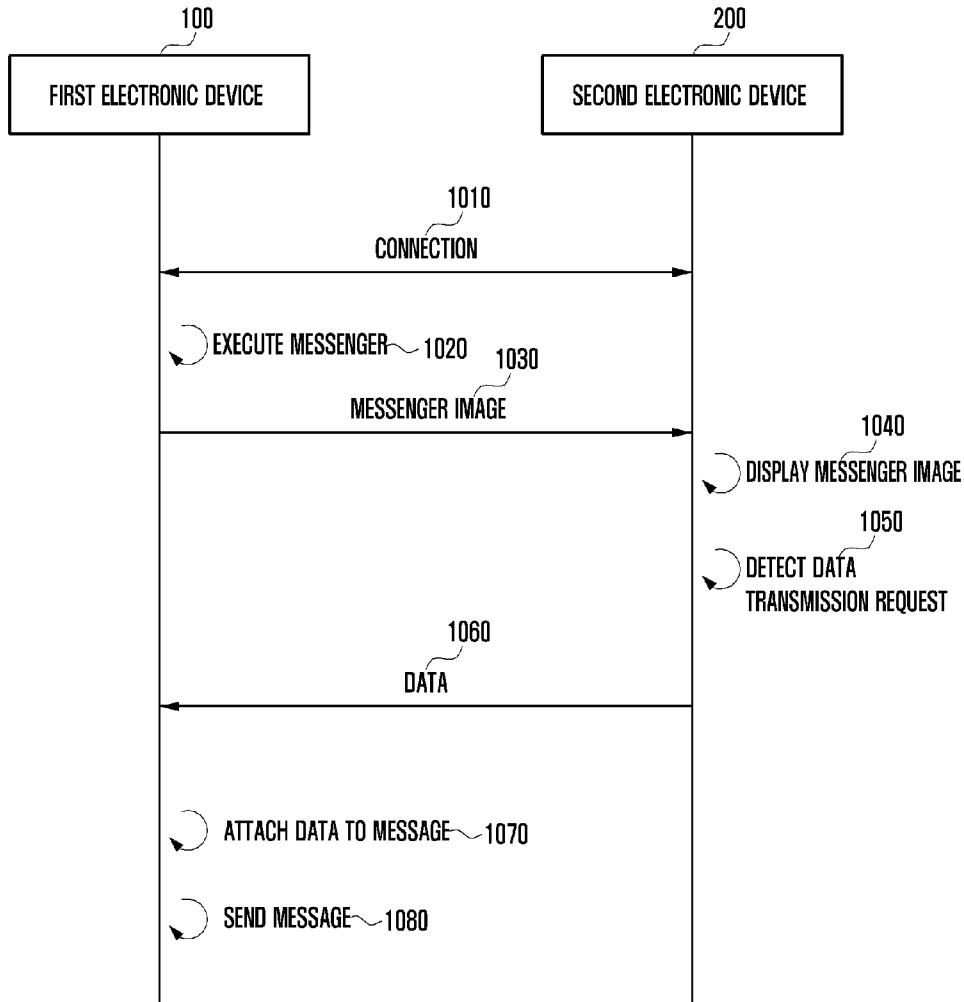 100
200
FIRST ELECTRONIC DEVICE
SECOND ELECTRONIC DEVICE
1010
CONNECTION
EXECUTE MESSENGER 1020
1030
MESSENGER IMAGE
1040
DISPLAY MESSENGER IMAGE
1050
DETECT DATA
TRANSMISSION REQUEST
1060
DATA
ATTACH DATA TO MESSAGE 1070
SEND MESSAGE 1080